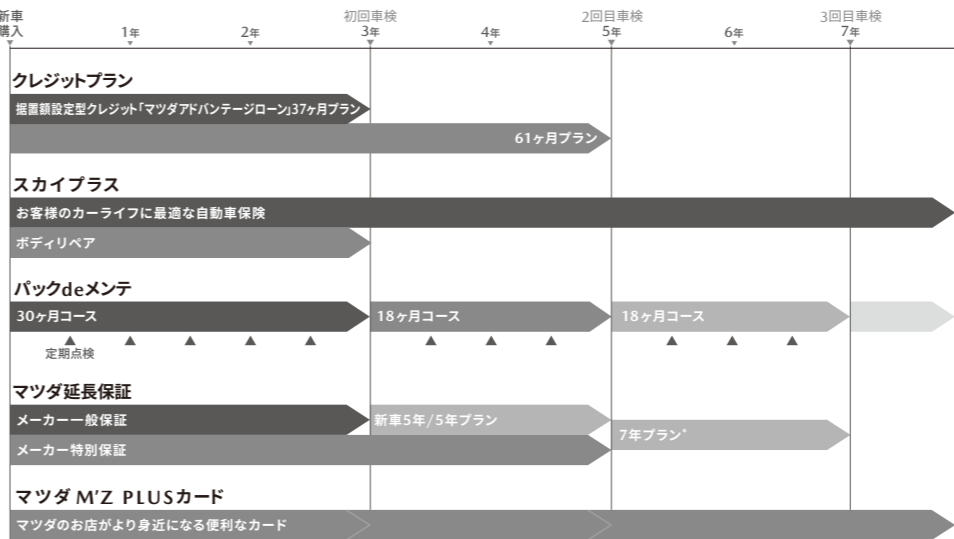 新車
購入
1年
2年
初回車検
3年
4年
2回目車検
5年
6年
3回目車検
7年
クレジットプラン
据置額設定型クレジット「マツダアドバンテージローン」37ヶ月プラン
61ヶ月プラン
スカイプラス
お客様のカーライフに最適な自動車保険
ボディリペア
パックdeメンテ
30ヶ月コース
18ヶ月コース
18ヶ月コース
定期点検
マツダ延長保証
メーカー一般保証
新車5年/5年プラン
7年プラン*
メーカー特別保証
マツダ M'Z PLUSカード
マツダのお店がより身近になる便利なカード